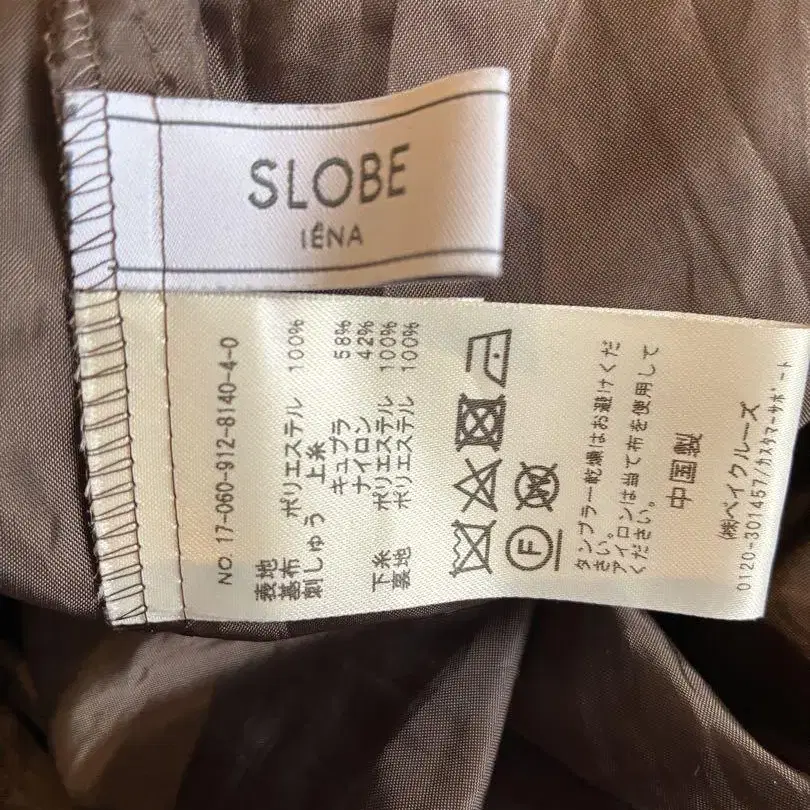 SLOBE
IÉNA
NO. 17-060-912-8140-4-0
表地 ポリエステル 100%
基布
刺しゅう 上糸
キュプラ 58%
ナイロン 42%
下糸 ポリエステル 100%
裏地 ポリエステル 100%
W
F
タンブラー乾燥はお避けくだ
さい。
アイロンは当て布を使用して
ください。
中国製
㈱ベイクルーズ
0120-301457/カスタマーサポート